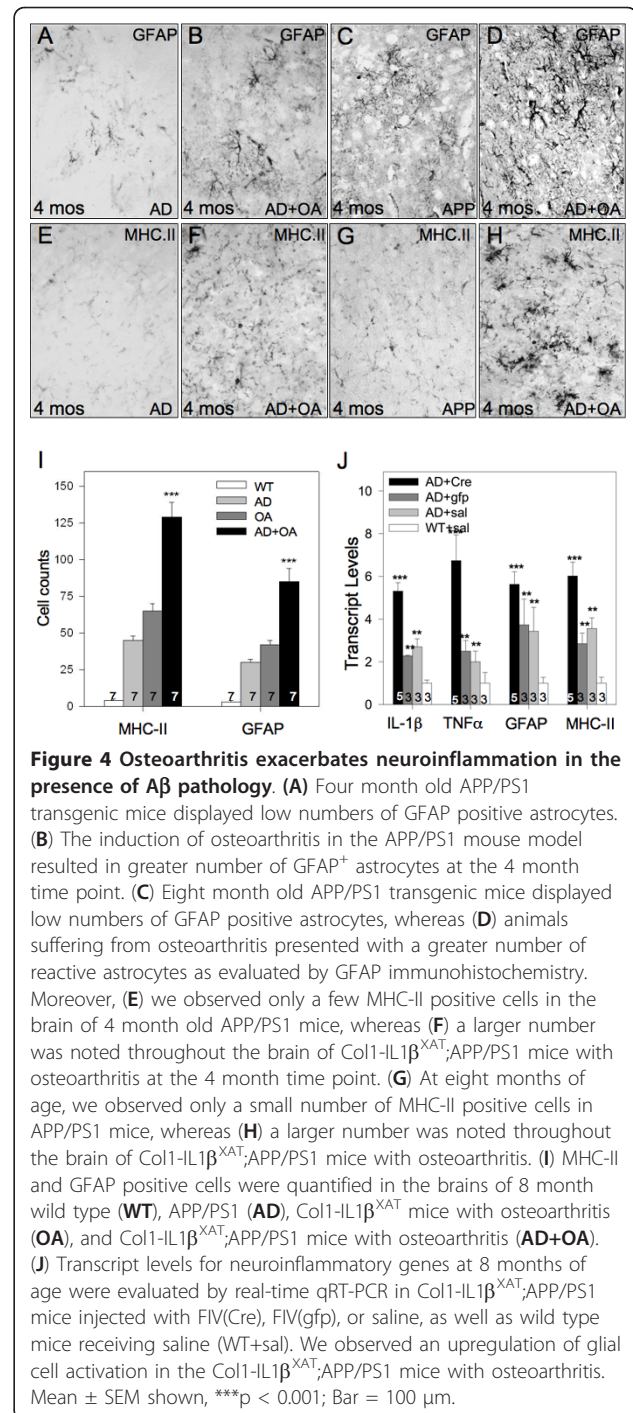 A GFAP B GFAP C GFAP D GFAP
4 mos AD 4 mos AD+OA 4 mos APP 4 mos AD+OA
E MHC.II F MHC.II G MHC.II H MHC.II
4 mos AD 4 mos AD+OA 4 mos APP 4 mos AD+OA
I
Cell counts
150
125
100
75
50
25
0
WT
AD
OA
AD+OA
*** ***
7 7 7 7 7 7 7 7
MHC-II GFAP
J
Transcript Levels
10
8
6
4
2
0
AD+Cre
AD+gfp
AD+sal
WT+sal
*** ** ** *** ** ** *** ** ** *** ** **
5 3 3 3 5 3 3 3 5 3 3 3 5 3 3 3
IL-1β TNFα GFAP MHC-II
Figure 4 Osteoarthritis exacerbates neuroinflammation in the
presence of Aβ pathology. (A) Four month old APP/PS1
transgenic mice displayed low numbers of GFAP positive astrocytes.
(B) The induction of osteoarthritis in the APP/PS1 mouse model
resulted in greater number of GFAP+ astrocytes at the 4 month
time point. (C) Eight month old APP/PS1 transgenic mice displayed
low numbers of GFAP positive astrocytes, whereas (D) animals
suffering from osteoarthritis presented with a greater number of
reactive astrocytes as evaluated by GFAP immunohistochemistry.
Moreover, (E) we observed only a few MHC-II positive cells in the
brain of 4 month old APP/PS1 mice, whereas (F) a larger number
was noted throughout the brain of Col1-IL1βXAT;APP/PS1 mice with
osteoarthritis at the 4 month time point. (G) At eight months of
age, we observed only a small number of MHC-II positive cells in
APP/PS1 mice, whereas (H) a larger number was noted throughout
the brain of Col1-IL1βXAT;APP/PS1 mice with osteoarthritis. (I) MHC-II
and GFAP positive cells were quantified in the brains of 8 month
wild type (WT), APP/PS1 (AD), Col1-IL1βXAT mice with osteoarthritis
(OA), and Col1-IL1βXAT;APP/PS1 mice with osteoarthritis (AD+OA).
(J) Transcript levels for neuroinflammatory genes at 8 months of
age were evaluated by real-time qRT-PCR in Col1-IL1βXAT;APP/PS1
mice injected with FIV(Cre), FIV(gfp), or saline, as well as wild type
mice receiving saline (WT+sal). We observed an upregulation of glial
cell activation in the Col1-IL1βXAT;APP/PS1 mice with osteoarthritis.
Mean ± SEM shown, ***p < 0.001; Bar = 100 μm.